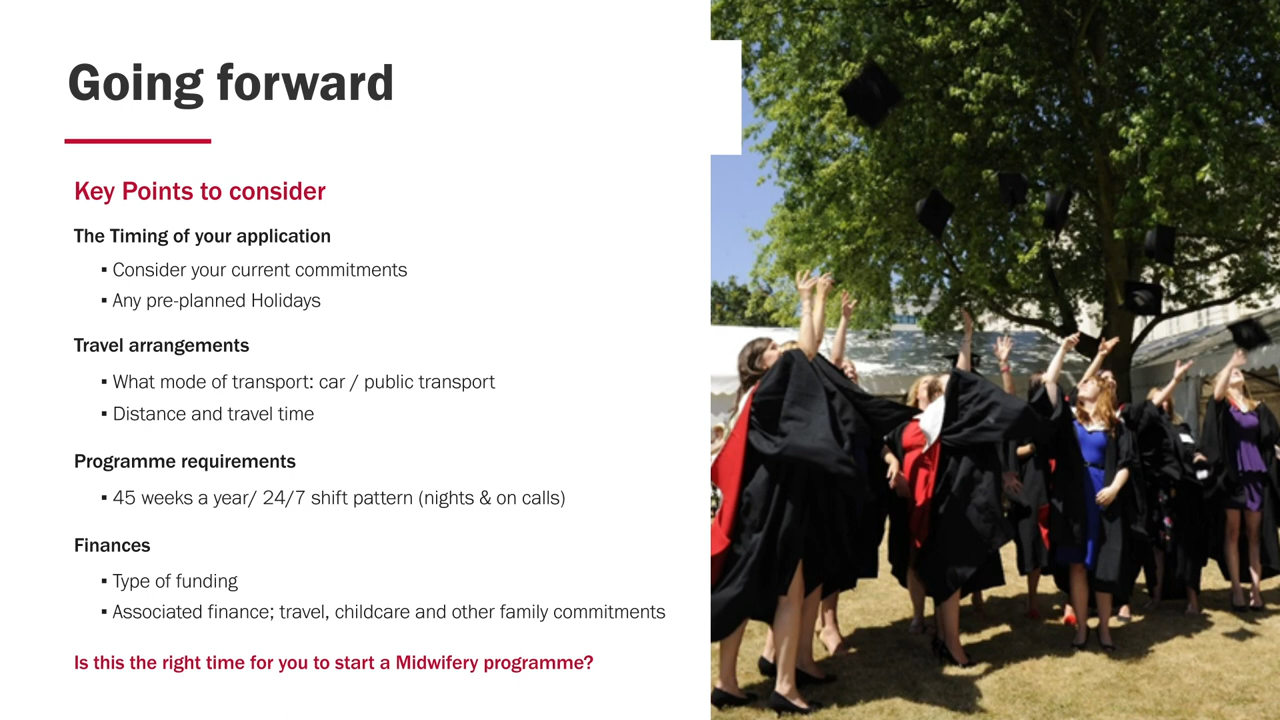 Going forward
Key Points to consider
The Timing of your application
▪ Consider your current commitments
▪ Any pre-planned Holidays
Travel arrangements
▪ What mode of transport: car / public transport
▪ Distance and travel time
Programme requirements
▪ 45 weeks a year/ 24/7 shift pattern (nights & on calls)
Finances
▪ Type of funding
▪ Associated finance; travel, childcare and other family commitments
Is this the right time for you to start a Midwifery programme?